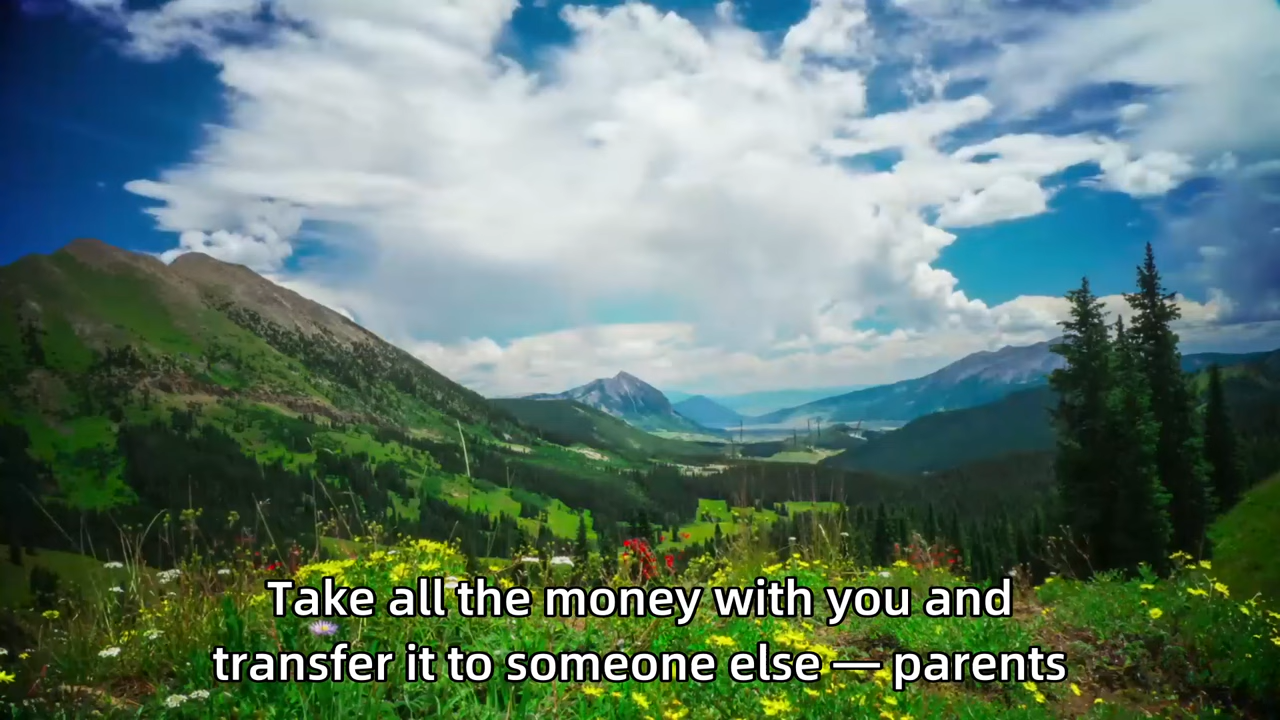 Take all the money with you and
transfer it to someone else — parents